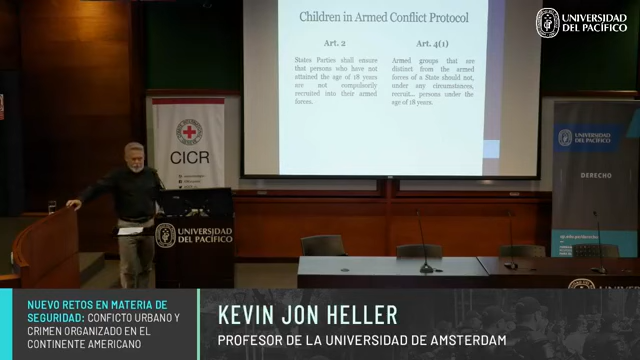 Children in Armed Conflict Protocol
Art. 2
States Parties shall ensure
that persons who have not
attained the age of 18 years
are not compulsorily
recruited into their armed
forces.
Art. 4(1)
Armed groups that are
distinct from the armed
forces of a State should not,
under any circumstances,
recruit... persons under the
age of 18 years.
UNIVERSIDAD
DEL PACÍFICO
CICR
UNIVERSIDAD
DEL PACÍFICO
DERECHO
UNIVERSIDAD
DEL PACÍFICO
NUEVO RETOS EN MATERIA DE
SEGURIDAD: CONFICTO URBANO Y
CRIMEN ORGANIZADO EN EL
CONTINENTE AMERICANO
KEVIN JON HELLER
PROFESOR DE LA UNIVERSIDAD DE AMSTERDAM